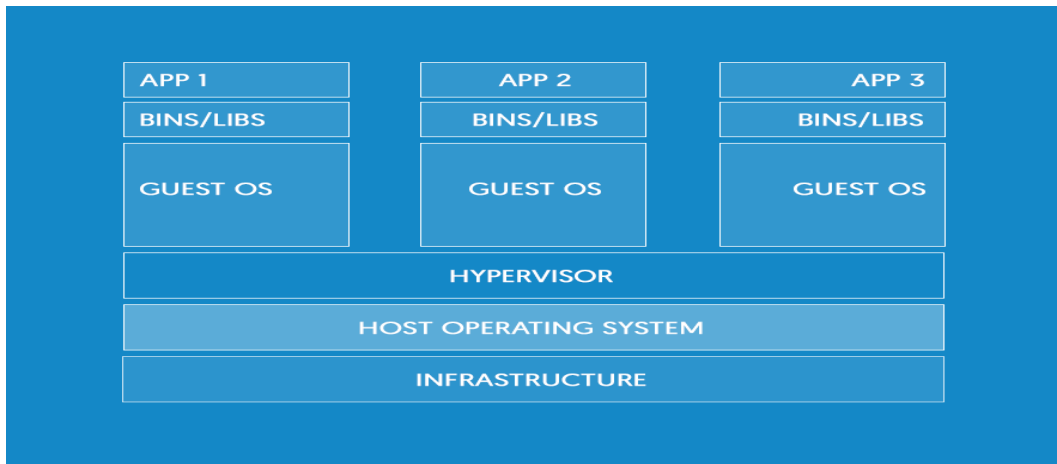 APP 1
APP 2
APP 3
BINS/LIBS
BINS/LIBS
BINS/LIBS
GUEST OS
GUEST OS
GUEST OS
HYPERVISOR
HOST OPERATING SYSTEM
INFRASTRUCTURE